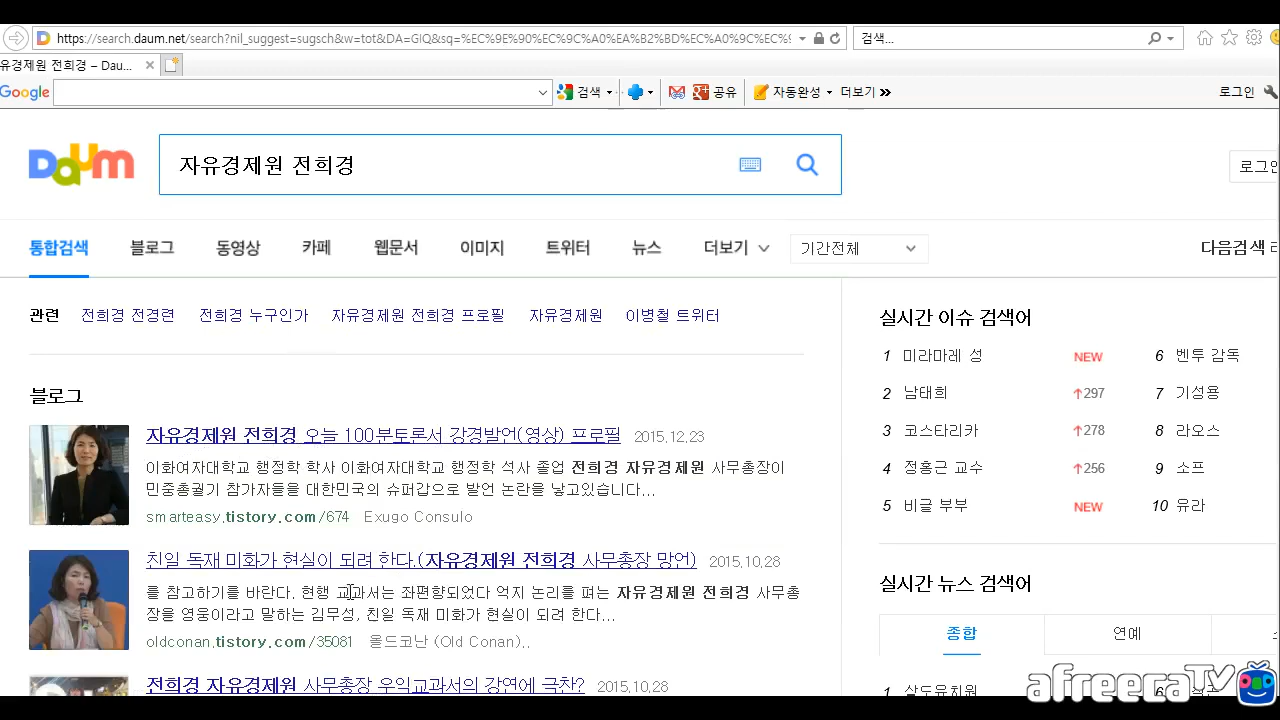 https://search.daum.net/search?nil_suggest=sugsch&w=tot&DA=GIQ&sq=%EC%9E%90%EC%9C%A0%EA%B2%BD%EC%A0%9C%EC%9
검색...
유경제원 전희경 – Dau...
Google
검색
공유
자동완성
더보기 »
로그인
Daum
자유경제원 전희경
로그인
통합검색 블로그 동영상 카페 웹문서 이미지 트위터 뉴스 더보기 기간전체
다음검색
관련 전희경 전경련 전희경 누구인가 자유경제원 전희경 프로필 자유경제원 이병철 트위터
블로그
자유경제원 전희경 오늘 100분토론서 강경발언(영상) 프로필 2015.12.23
이화여자대학교 행정학 학사 이화여자대학교 행정학 석사 졸업 전희경 자유경제원 사무총장이
민중총궐기 참가자들을 대한민국의 슈퍼갑으로 발언 논란을 낳고있습니다...
smarteasy.tistory.com/674 Exitgo Consulo
친일 독재 미화가 현실이 되려 한다.(자유경제원 전희경 사무총장 망언) 2015.10.28
를 참고하기를 바란다. 현행 교과서는 좌편향되었다 억지 논리를 펴는 자유경제원 전희경 사무총
장을 영웅이라고 말하는 김무성, 친일 독재 미화가 현실이 되려 한다...
oldconan.tistory.com/35081 올드코난 (Old Conan)..
전희경 자유경제원 사무총장 우익교과서의 강연에 극찬? 2015.10.28
실시간 이슈 검색어
1 미라마레 성 NEW
2 남태희 ↑297
3 코스타리카 ↑278
4 정홍근 교수 ↑256
5 비글 부부 NEW
6 벤투 감독
7 기성용
8 라오스
9 소프
10 유라
실시간 뉴스 검색어
종합 연예
1 삼도유치원
6
afreecaTV